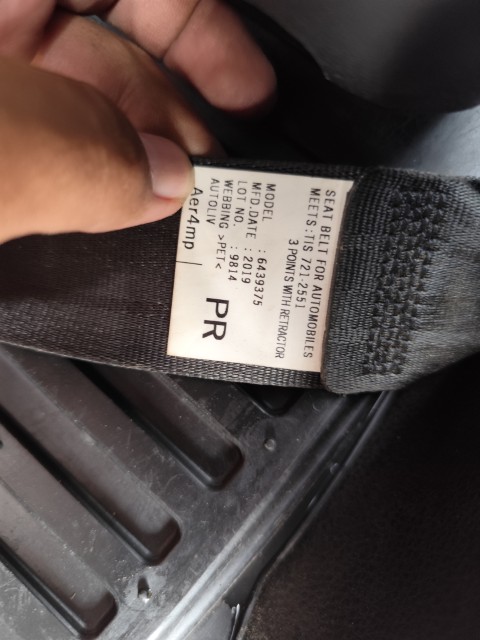 SEAT BELT FOR AUTOMOBILES
MEETS:TIS 721-2551
3 POINTS WITH RETRACTOR
MODEL : 6439375
MFD.DATE : 2019
LOT NO. : 9814
WEBBING >PET<
AUTOLIV
PR
Aer4mp